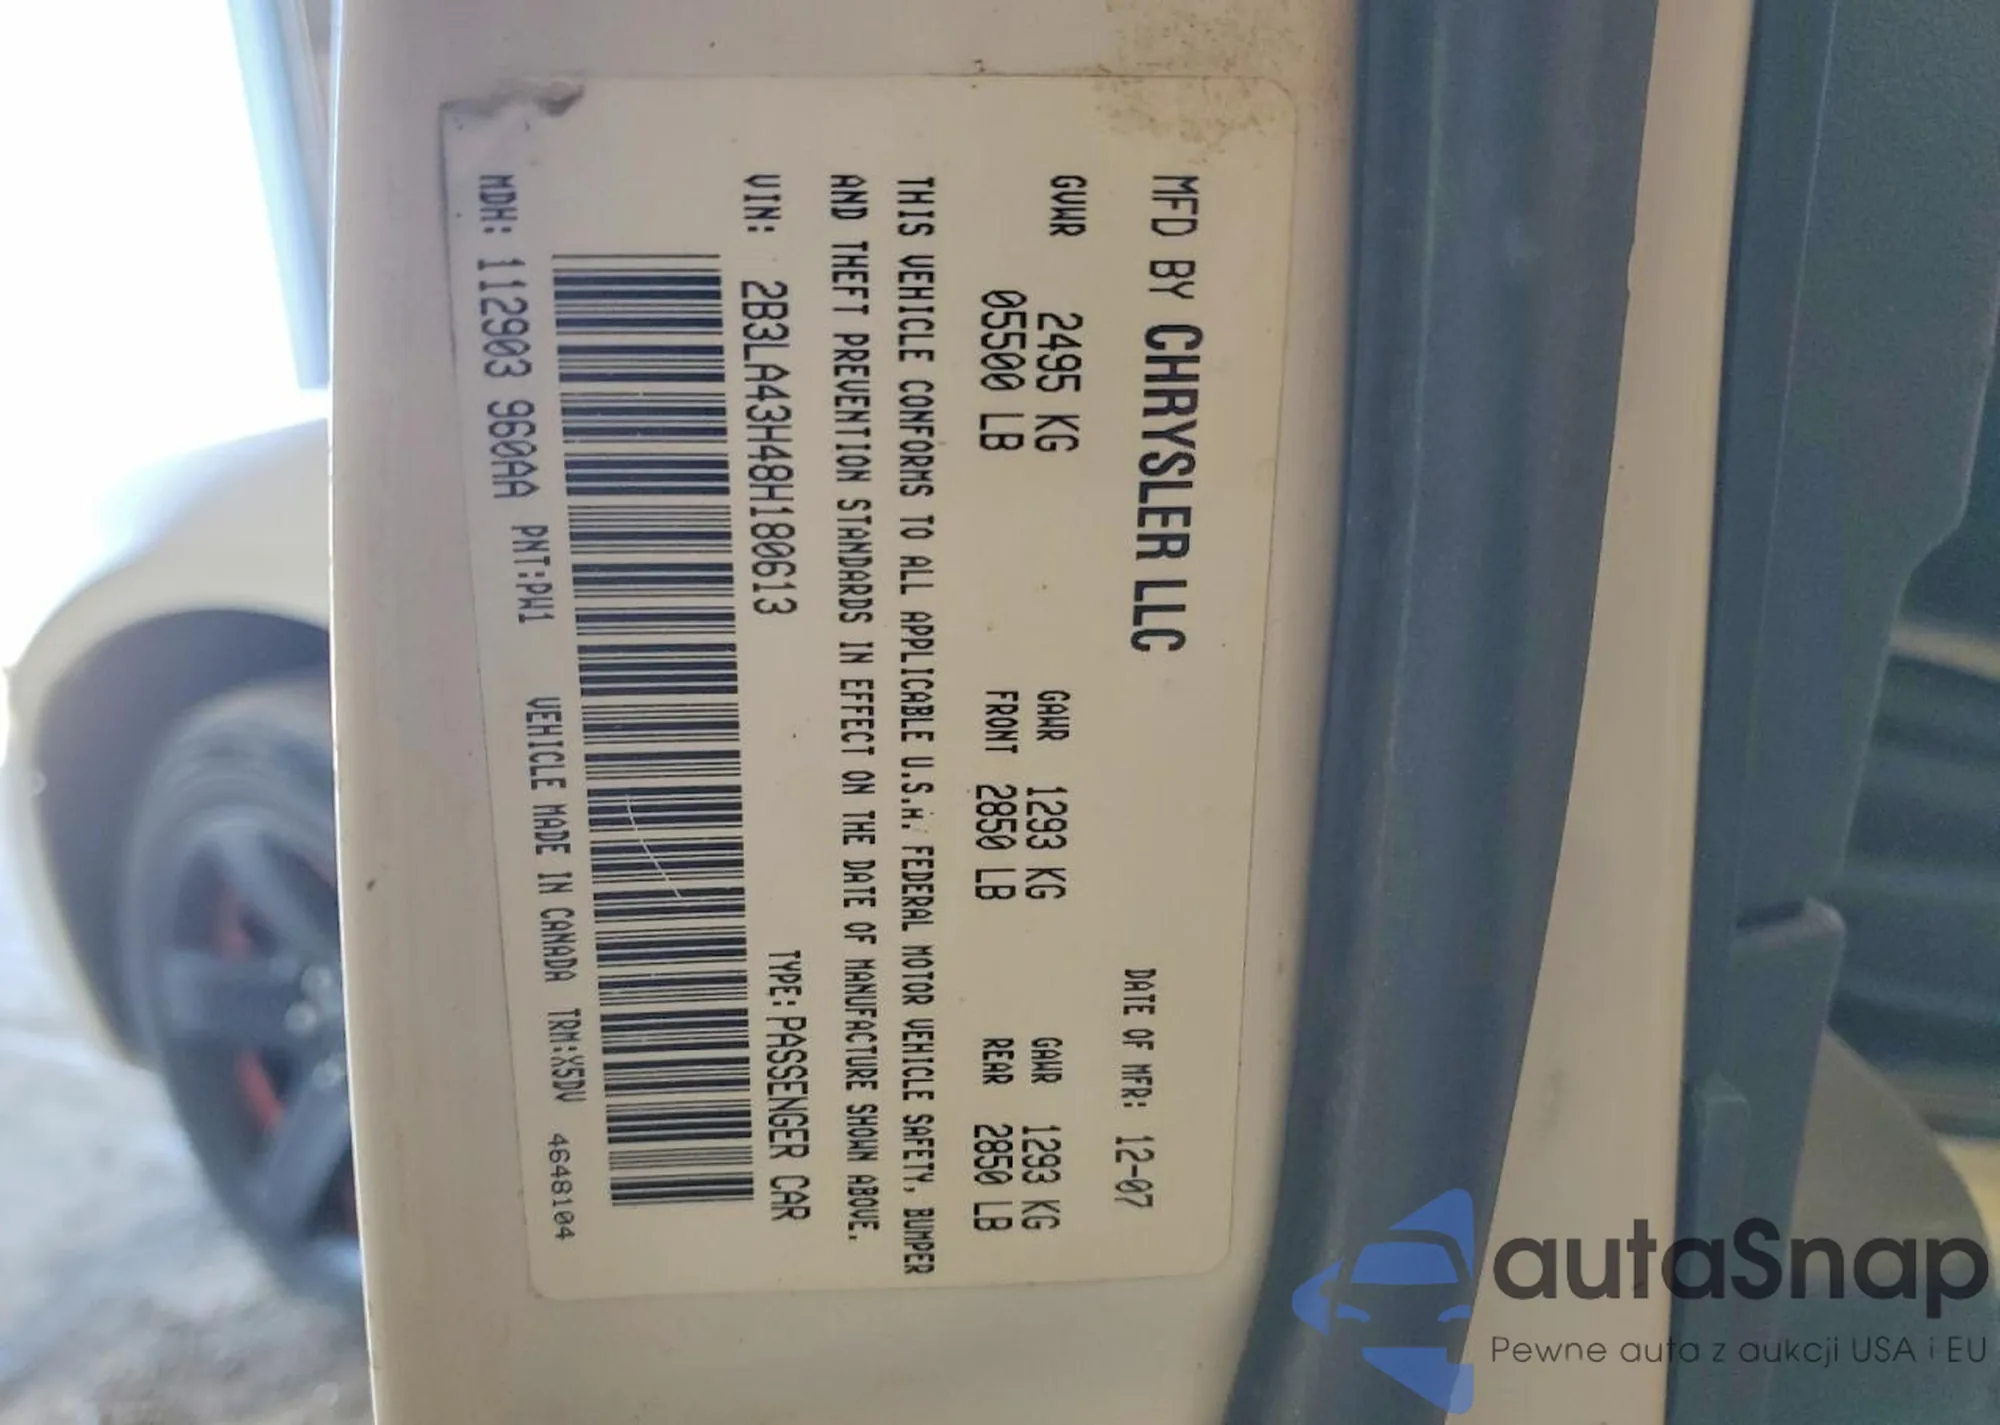 MFD BY CHRYSLER LLC
DATE OF MFR: 12-07
GVWR 2495 KG
05500 LB
GAWR 1293 KG
FRONT 2850 LB
GAWR 1293 KG
REAR 2850 LB
THIS VEHICLE CONFORMS TO ALL APPLICABLE U.S.A. FEDERAL MOTOR VEHICLE SAFETY, BUMPER
AND THEFT PREVENTION STANDARDS IN EFFECT ON THE DATE OF MANUFACTURE SHOWN ABOVE.
VIN: 2B3LA43H48H180613
TYPE: PASSENGER CAR
MDH: 112903 960AA PNT:PW1 VEHICLE MADE IN CANADA TRM:X5DV 4648104
autaSnap
Pewne auta z aukcji USA i EU